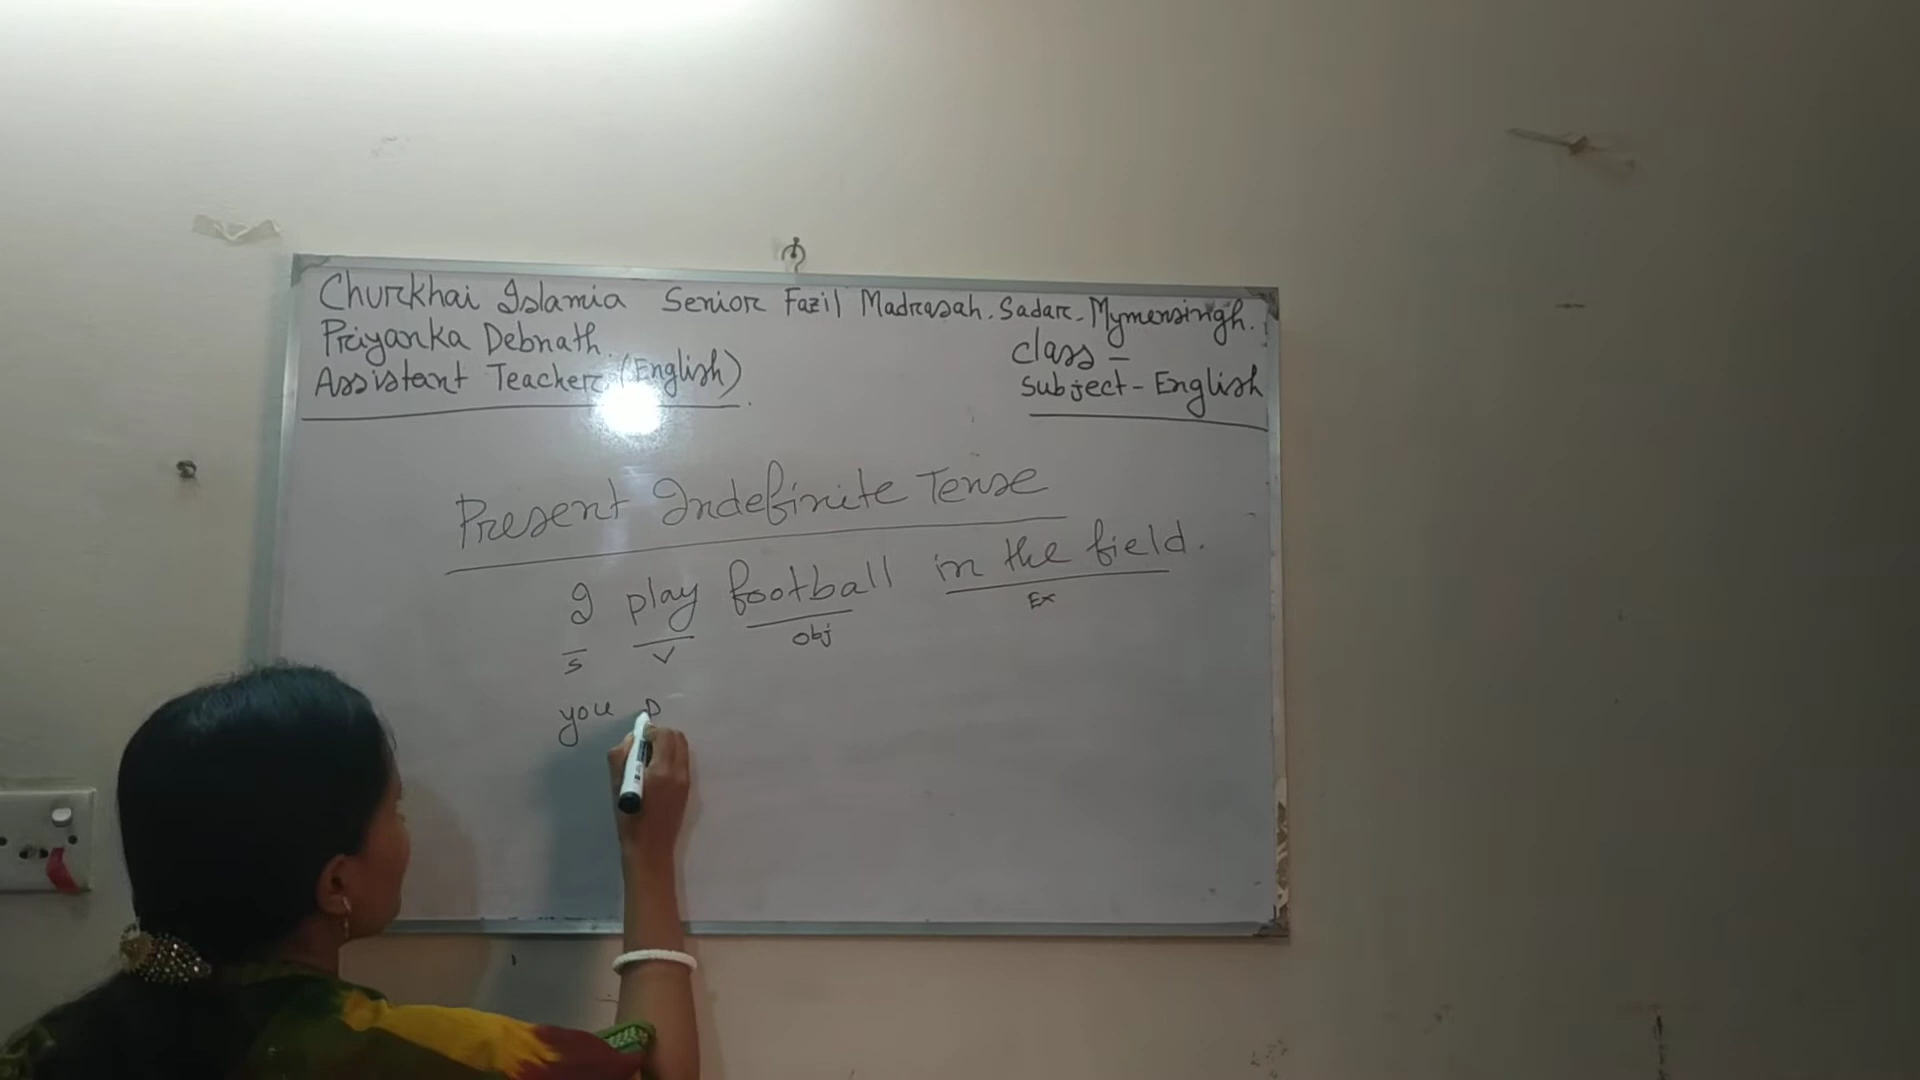 Churkhai Islamia Senior Fazil Madrasah. Sadar-Mymensingh.
Priyanka Debnath.
Assistant Teacher. (English)
Class -
Subject - English
Present Indefinite Tense
I play football in the field.
S V Obj Ex
you p